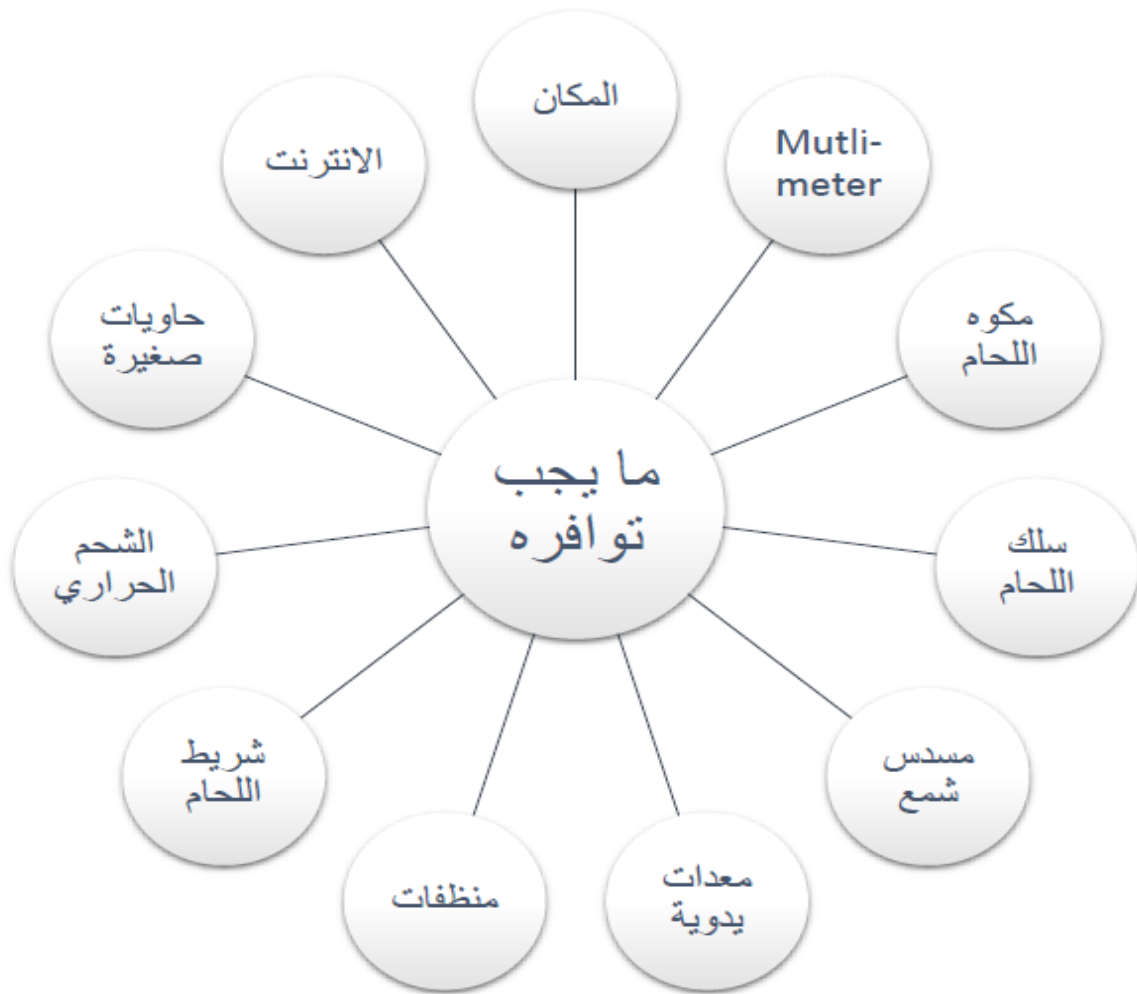 ما يجب
توافره
المكان
Mutli-
meter
مكوه
اللحام
سلك
اللحام
مسدس
شمع
معدات
يدوية
منظفات
شريط
اللحام
الشحم
الحراري
حاويات
صغيرة
الانترنت